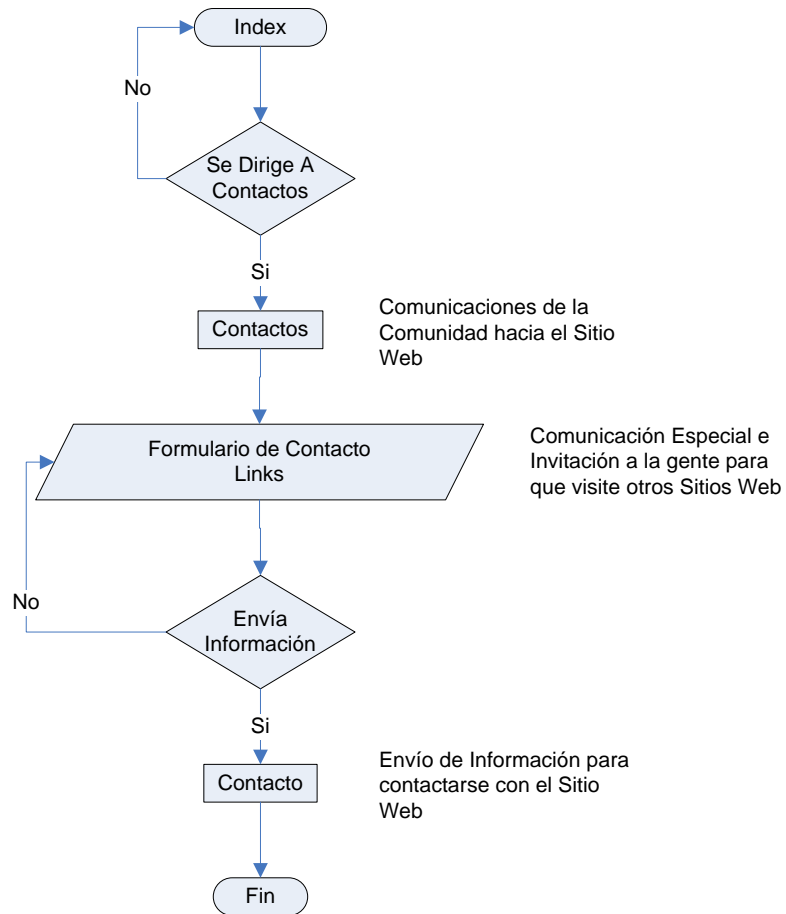 Index
No
Se Dirige A
Contactos
Si
Contactos
Comunicaciones de la
Comunidad hacia el Sitio
Web
Formulario de Contacto
Links
Comunicación Especial e
Invitación a la gente para
que visite otros Sitios Web
No
Envía
Información
Si
Contacto
Envío de Información para
contactarse con el Sitio
Web
Fin